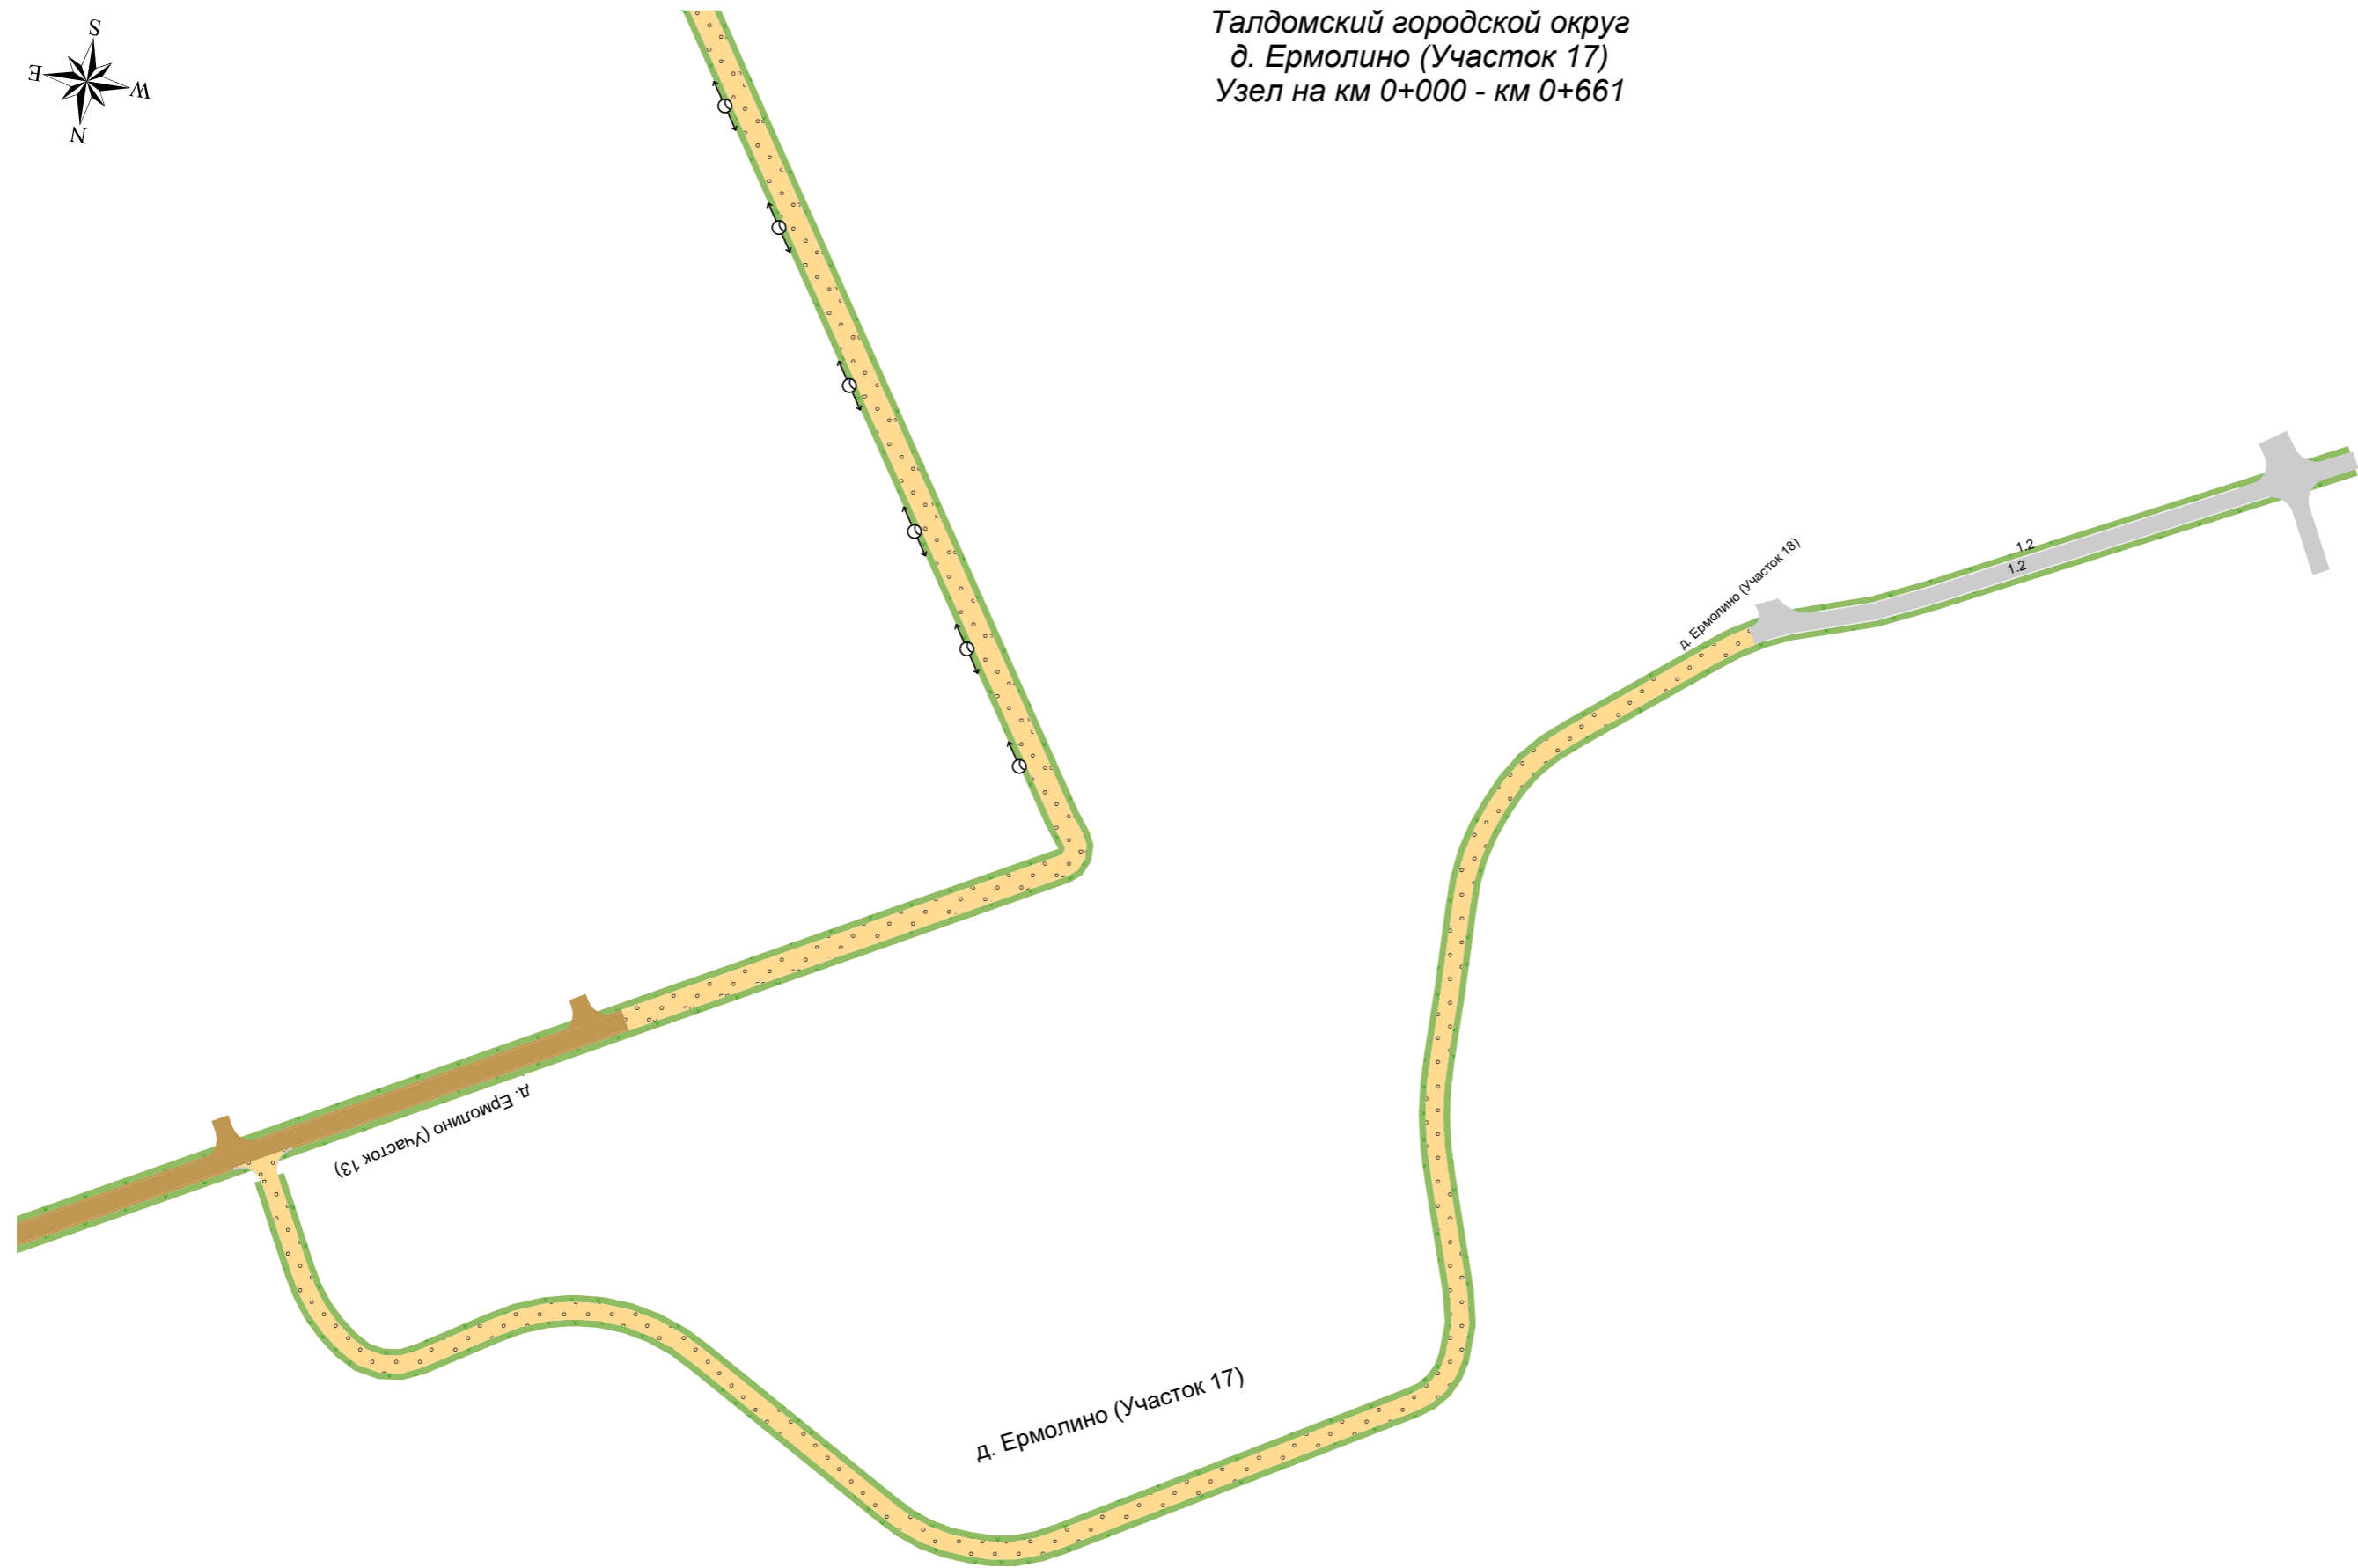 Талдомский городской округ
д. Ермолино (Участок 17)
Узел на км 0+000 - км 0+661
S
E
W
N
д. Ермолино (Участок 18)
1.2
1.2
д. Ермолино (Участок 13)
д. Ермолино (Участок 17)